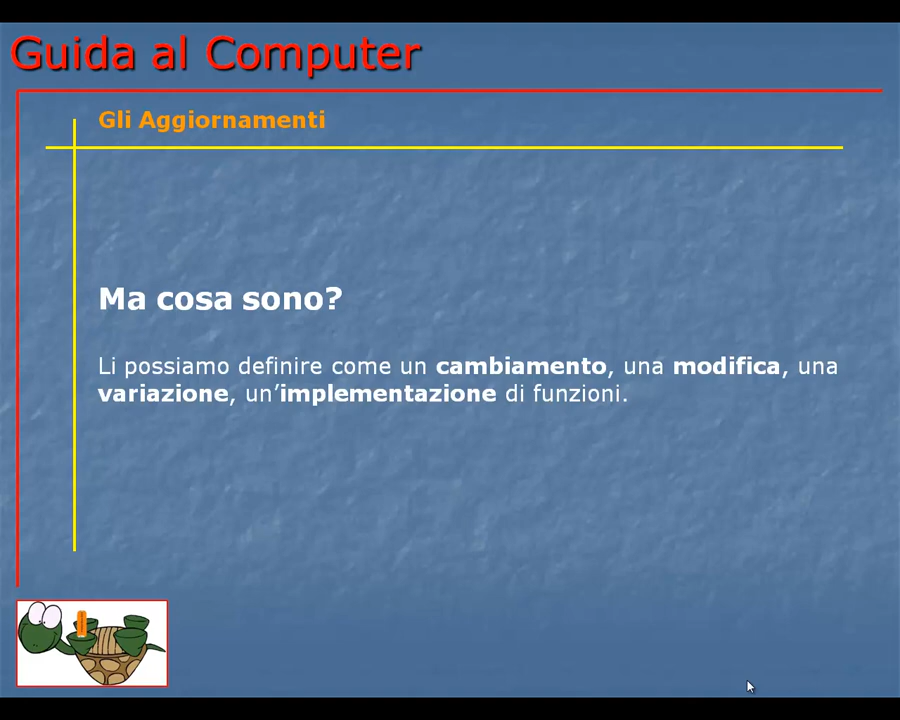 Guida al Computer
Gli Aggiornamenti
Ma cosa sono?
Li possiamo definire come un cambiamento, una modifica, una
variazione, un’implementazione di funzioni.